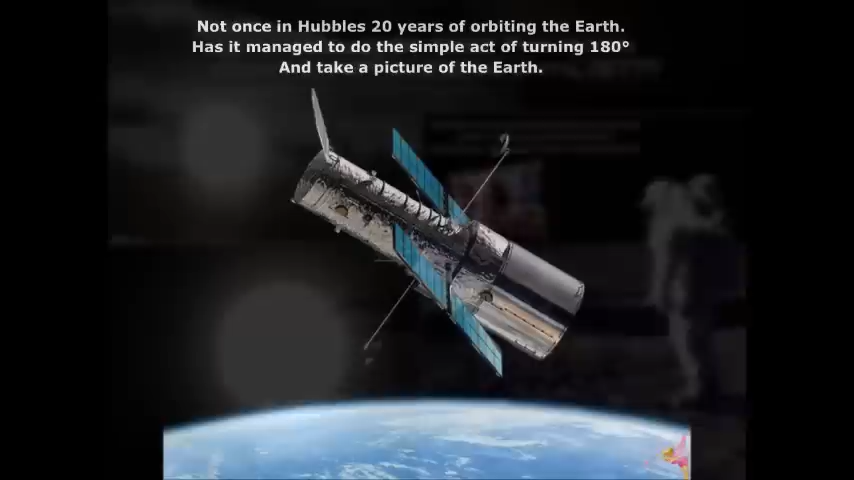 Not once in Hubbles 20 years of orbiting the Earth.
Has it managed to do the simple act of turning 180°
And take a picture of the Earth.